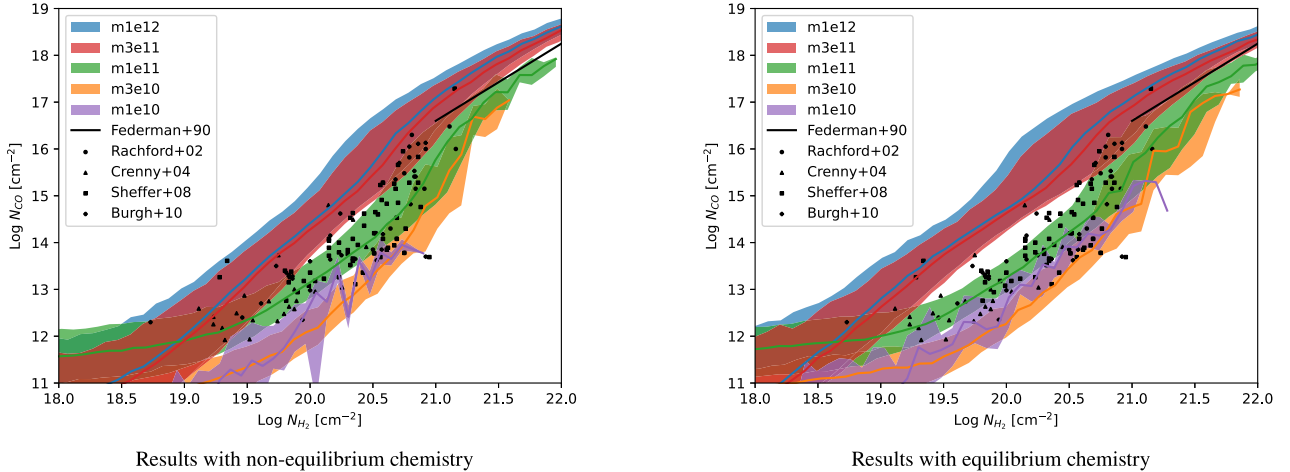 19
18
17
16
15
14
13
12
11
Log N_CO [cm⁻²]
m1e12
m3e11
m1e11
m3e10
m1e10
Federman+90
Rachford+02
Crenny+04
Sheffer+08
Burgh+10
18.0 18.5 19.0 19.5 20.0 20.5 21.0 21.5 22.0
Log N_H₂ [cm⁻²]
Results with non-equilibrium chemistry
19
18
17
16
15
14
13
12
11
Log N_CO [cm⁻²]
m1e12
m3e11
m1e11
m3e10
m1e10
Federman+90
Rachford+02
Crenny+04
Sheffer+08
Burgh+10
18.0 18.5 19.0 19.5 20.0 20.5 21.0 21.5 22.0
Log N_H₂ [cm⁻²]
Results with equilibrium chemistry